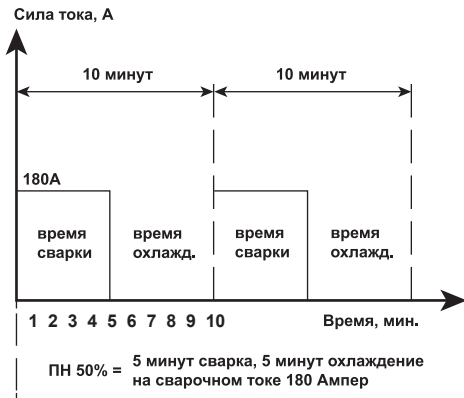 Сила тока, А
10 минут 10 минут
180А
время сварки время охлажд. время сварки время охлажд.
1 2 3 4 5 6 7 8 9 10 Время, мин.
ПН 50% = 5 минут сварка, 5 минут охлаждение
на сварочном токе 180 Ампер